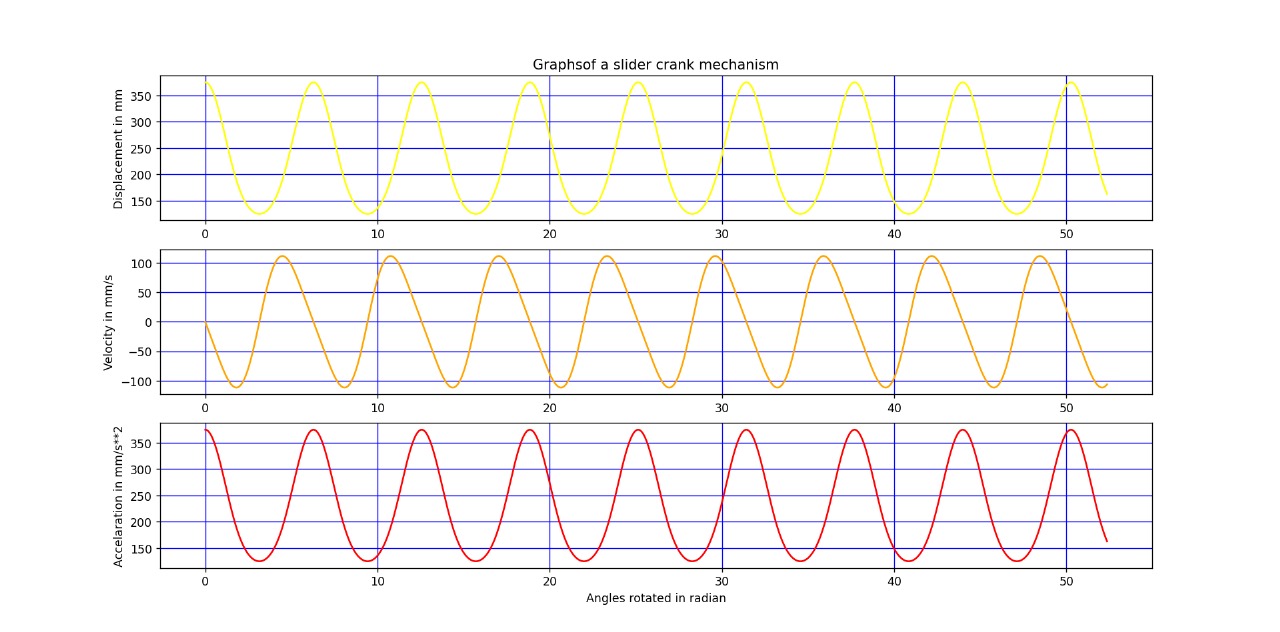 Graphsof a slider crank mechanism
Displacement in mm
350
300
250
200
150
0 10 20 30 40 50
Velocity in mm/s
100
50
0
−50
−100
0 10 20 30 40 50
Accelaration in mm/s**2
350
300
250
200
150
0 10 20 30 40 50
Angles rotated in radian